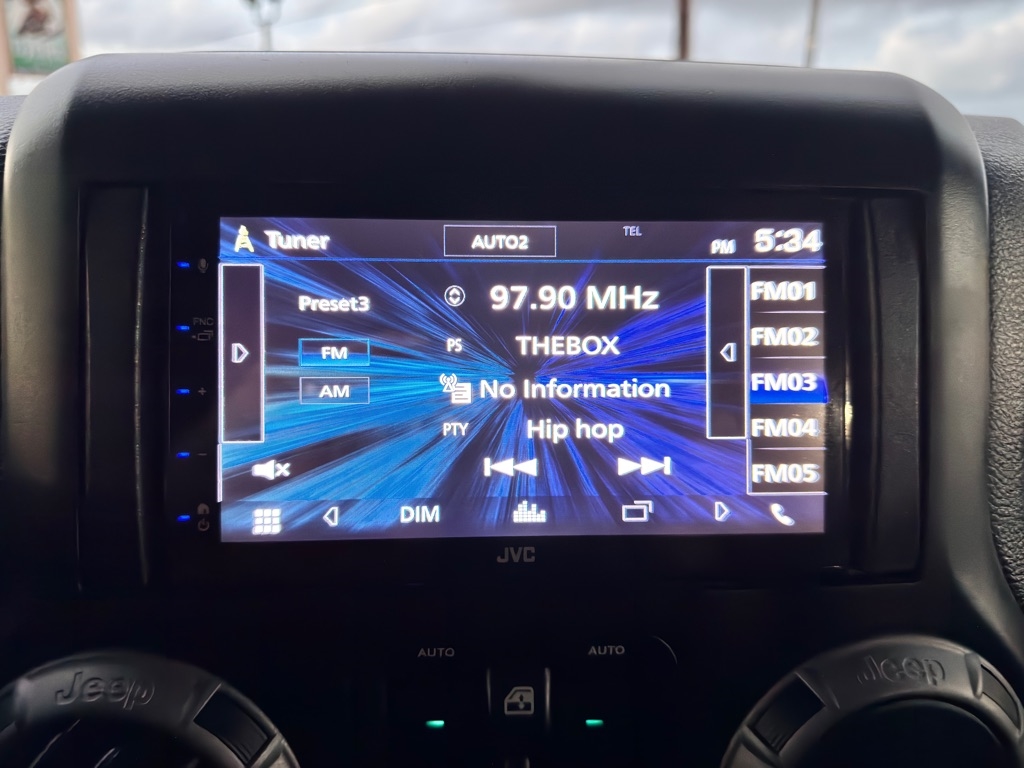 Tuner
AUTO2
TEL
PM 5:34
Preset3
97.90 MHz
FM01
PS THEBOX
FM02
FM
No Information
FM03
AM
PTY Hip hop
FM04
FM05
DIM
FNC
+
-
JVC
AUTO
AUTO
Jeep
Jeep